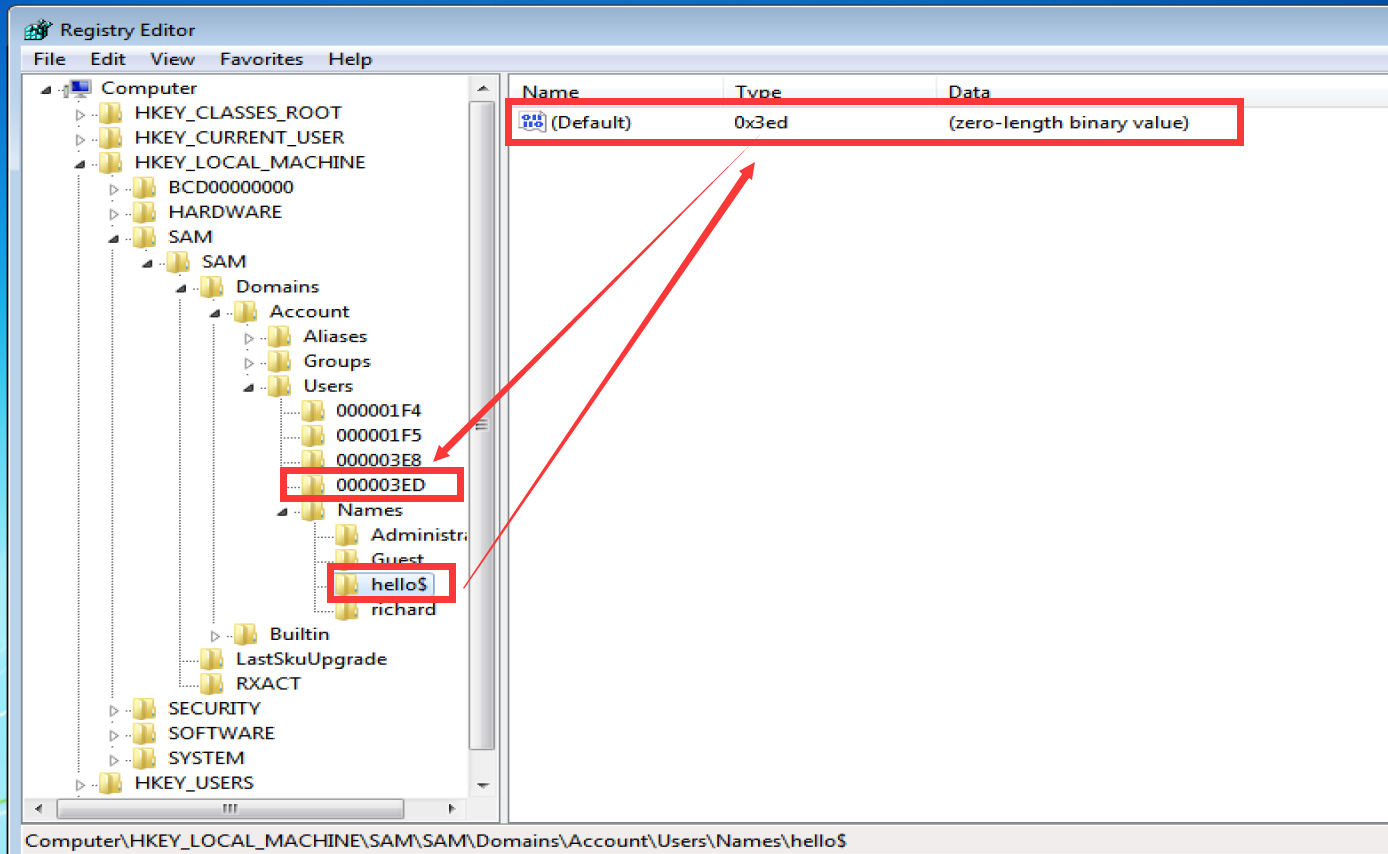 Registry Editor
File Edit View Favorites Help
Computer
HKEY_CLASSES_ROOT
HKEY_CURRENT_USER
HKEY_LOCAL_MACHINE
BCD00000000
HARDWARE
SAM
SAM
Domains
Account
Aliases
Groups
Users
000001F4
000001F5
000003E8
000003ED
Names
Administra
Guest
hello$
richard
Builtin
LastSkuUpgrade
RXACT
SECURITY
SOFTWARE
SYSTEM
HKEY_USERS
Name Type Data
(Default) 0x3ed (zero-length binary value)
Computer\HKEY_LOCAL_MACHINE\SAM\SAM\Domains\Account\Users\Names\hello$